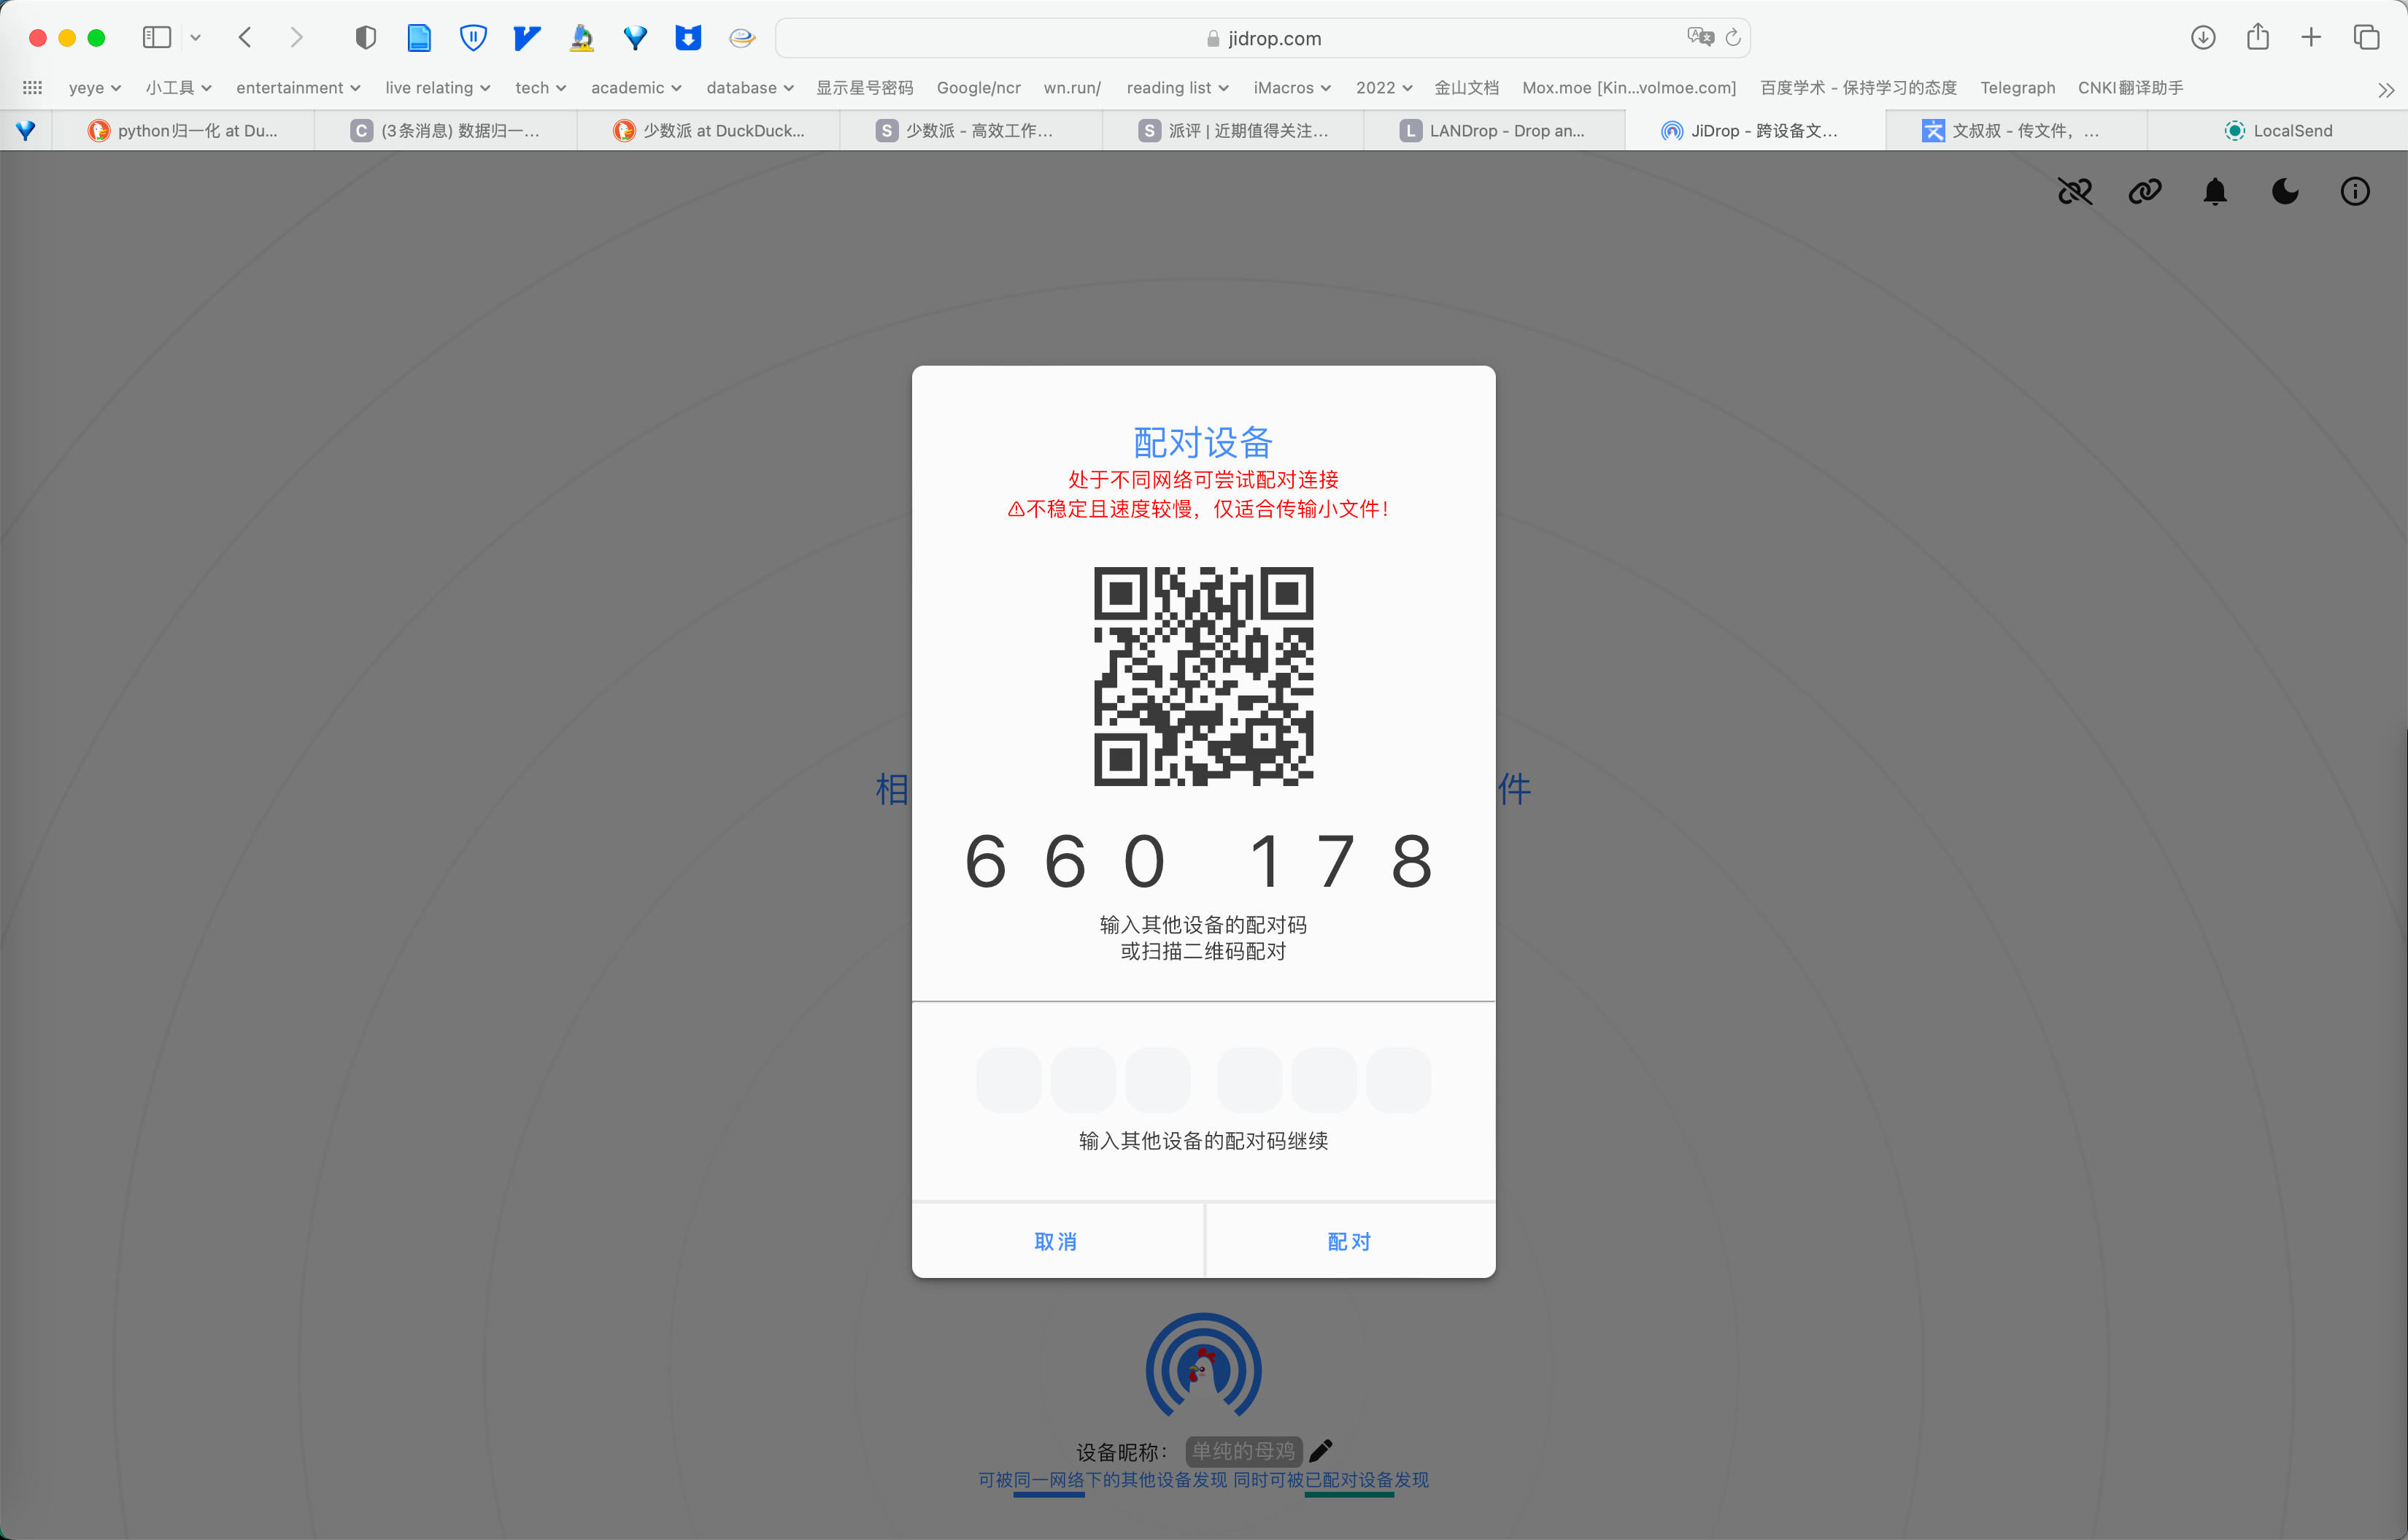 jidrop.com
yeye 小工具 entertainment live relating tech academic database 显示星号密码 Google/ncr wn.run/ reading list iMacros 2022 金山文档 Mox.moe [Kin...volmoe.com] 百度学术 - 保持学习的态度 Telegraph CNKI翻译助手
python归一化 at Du... C (3条消息) 数据归一... 少数派 at DuckDuck... S 少数派 - 高效工作... S 派评 | 近期值得关注... L LANDrop - Drop an... JiDrop - 跨设备文... 文叔叔 - 传文件，... LocalSend
配对设备
处于不同网络可尝试配对连接
⚠不稳定且速度较慢，仅适合传输小文件！
相 件
660 178
输入其他设备的配对码
或扫描二维码配对
输入其他设备的配对码继续
取消 配对
设备昵称： 单纯的母鸡
可被同一网络下的其他设备发现 同时可被已配对设备发现